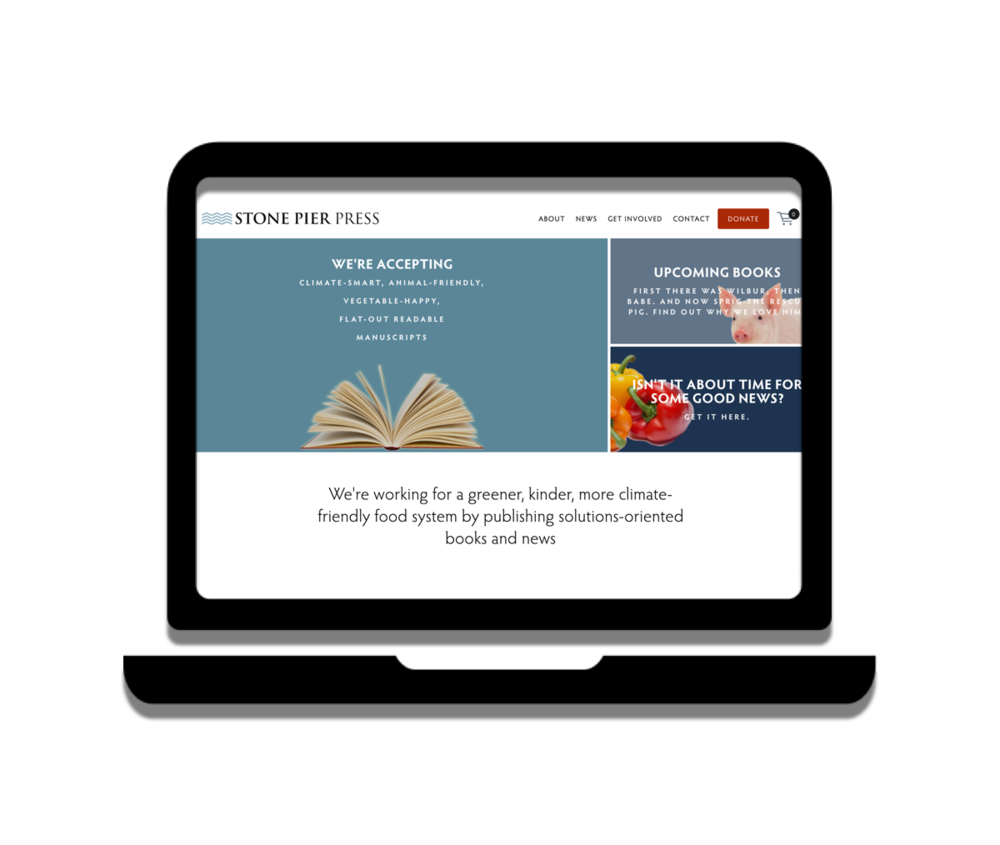 STONE PIER PRESS
ABOUT NEWS GET INVOLVED CONTACT DONATE 0
WE'RE ACCEPTING
CLIMATE-SMART, ANIMAL-FRIENDLY,
VEGETABLE-HAPPY,
FLAT-OUT READABLE
MANUSCRIPTS
UPCOMING BOOKS
FIRST THERE WAS WILBUR, THEN
BABE. AND NOW SPRIG THE RESCU
PIG. FIND OUT WHY WE LOVE HIM
ISN'T IT ABOUT TIME FOR
SOME GOOD NEWS?
GET IT HERE.
We're working for a greener, kinder, more climate-
friendly food system by publishing solutions-oriented
books and news